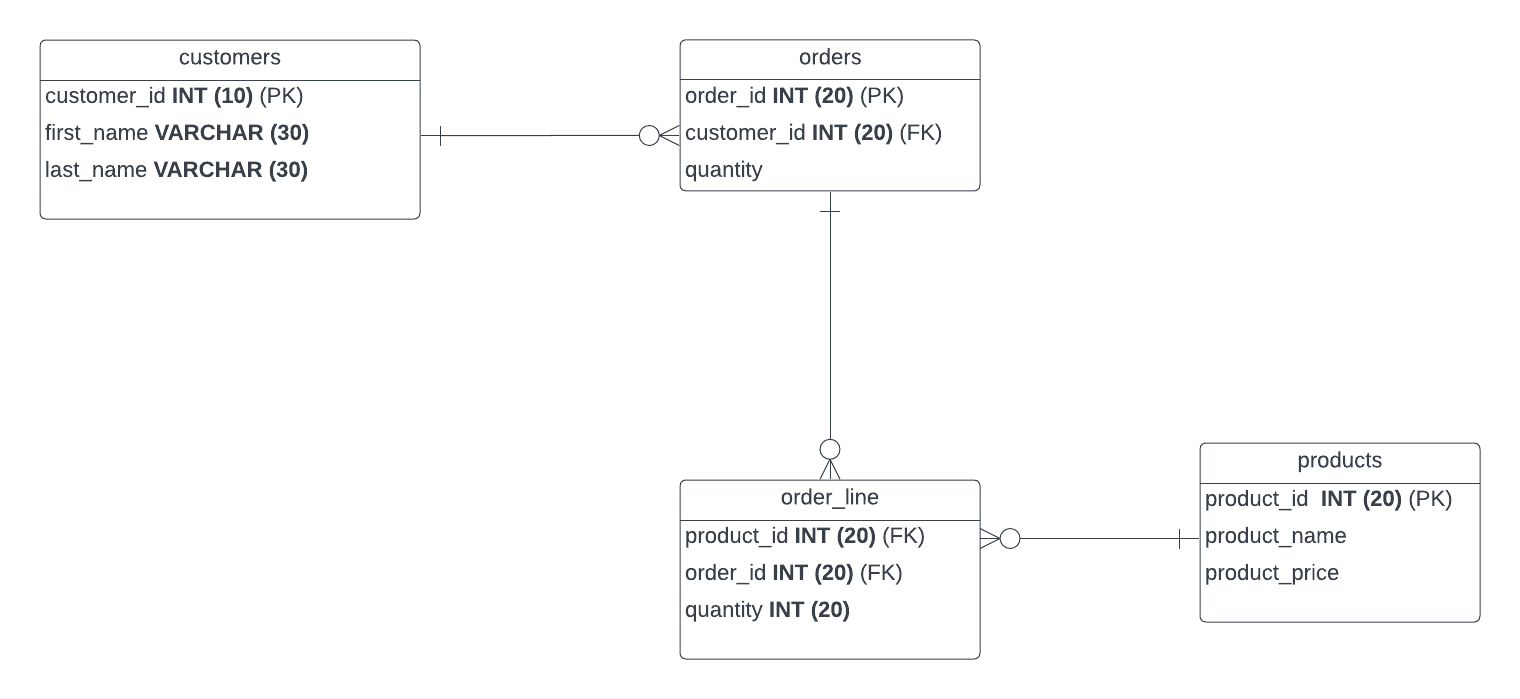 customers
customer_id INT (10) (PK)
first_name VARCHAR (30)
last_name VARCHAR (30)
orders
order_id INT (20) (PK)
customer_id INT (20) (FK)
quantity
order_line
product_id INT (20) (FK)
order_id INT (20) (FK)
quantity INT (20)
products
product_id INT (20) (PK)
product_name
product_price